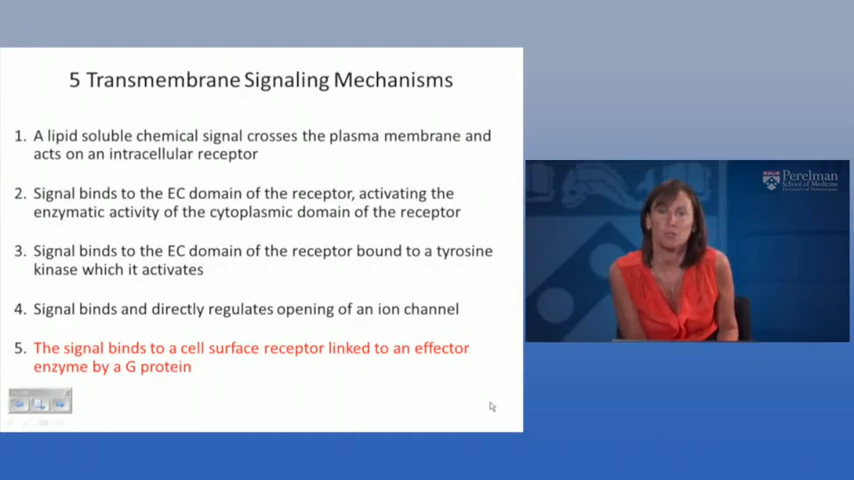 5 Transmembrane Signaling Mechanisms
1. A lipid soluble chemical signal crosses the plasma membrane and
acts on an intracellular receptor
2. Signal binds to the EC domain of the receptor, activating the
enzymatic activity of the cytoplasmic domain of the receptor
3. Signal binds to the EC domain of the receptor bound to a tyrosine
kinase which it activates
4. Signal binds and directly regulates opening of an ion channel
5. The signal binds to a cell surface receptor linked to an effector
enzyme by a G protein
Perelman
School of Medicine
University of Pennsylvania